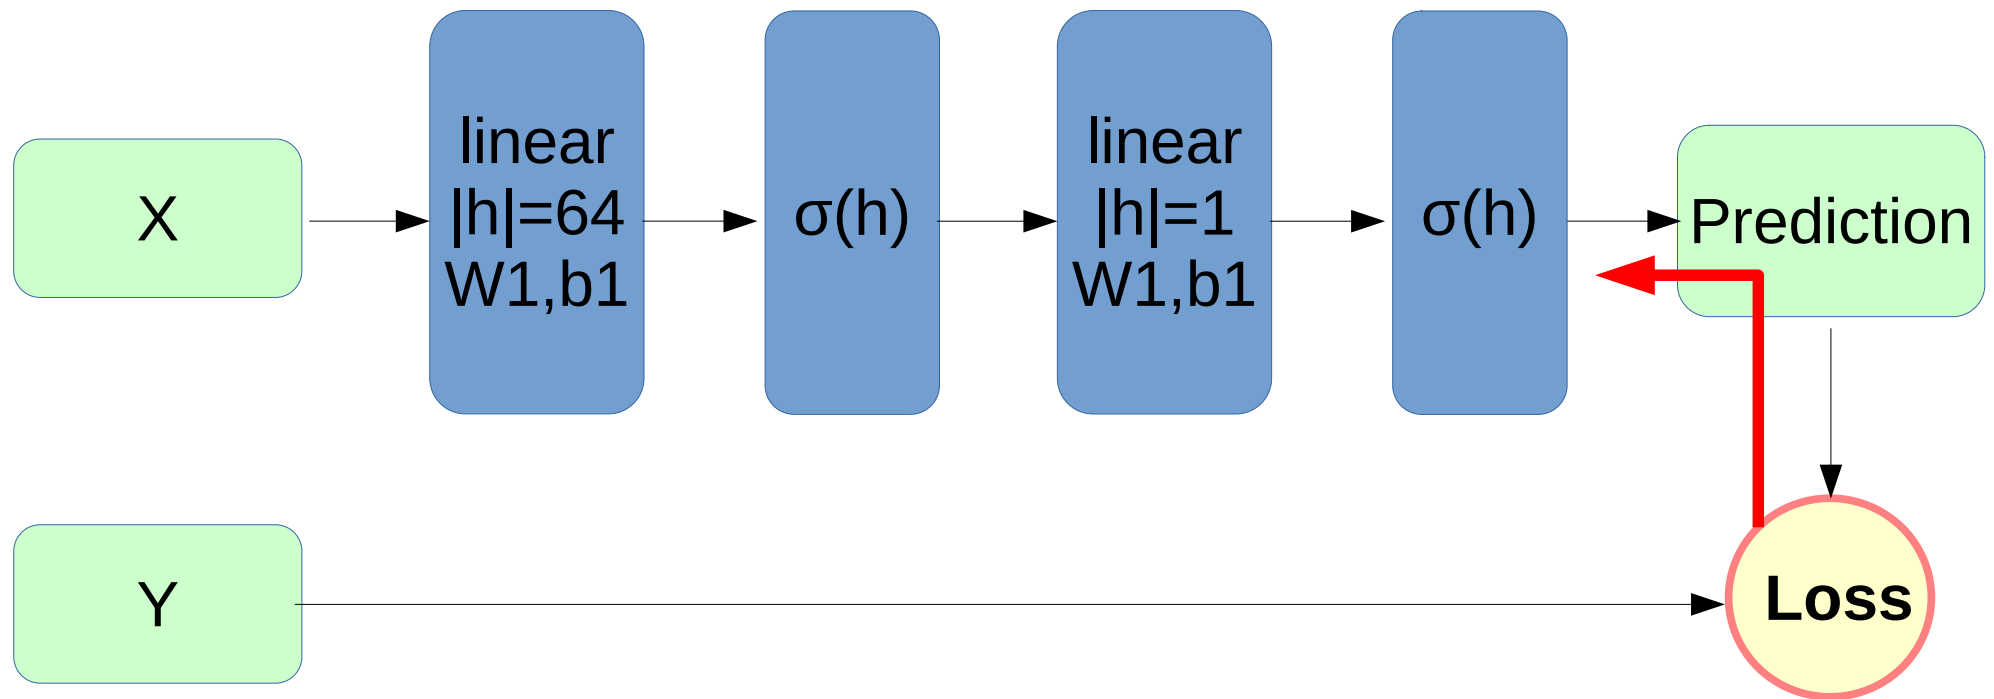 X
linear
|h|=64
W1,b1
σ(h)
linear
|h|=1
W1,b1
σ(h)
Prediction
Y
Loss